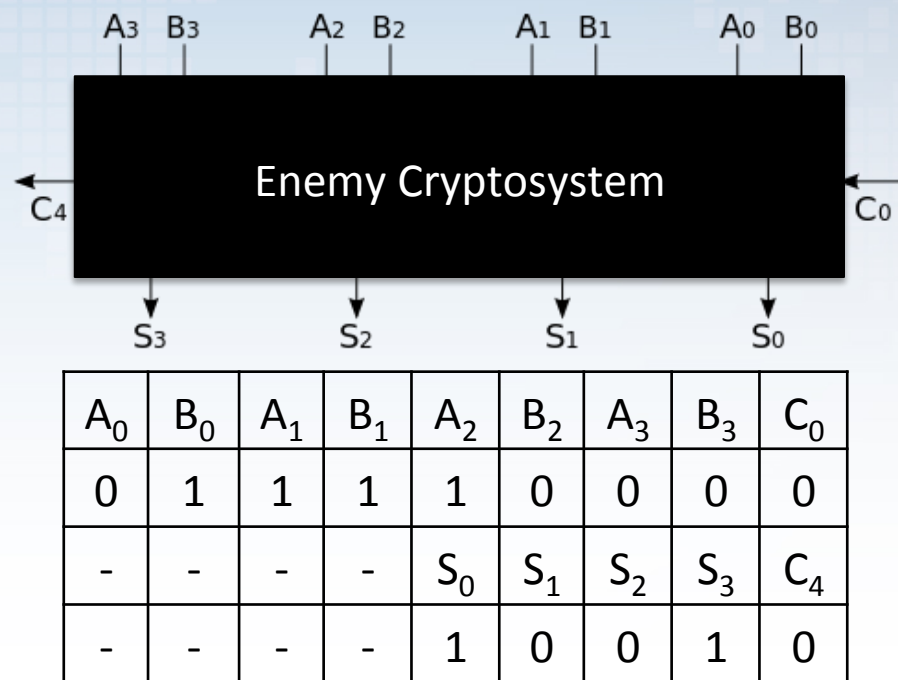 A3 B3 A2 B2 A1 B1 A0 B0
Enemy Cryptosystem
C4 C0
S3 S2 S1 S0
A0 B0 A1 B1 A2 B2 A3 B3 C0
0 1 1 1 1 0 0 0 0
- - - - S0 S1 S2 S3 C4
- - - - 1 0 0 1 0